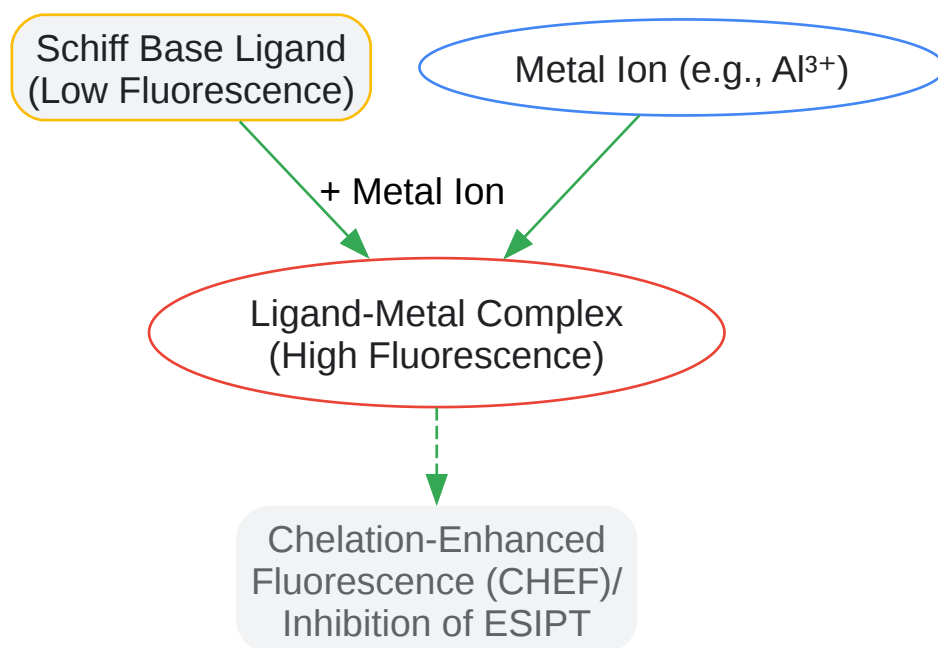 Schiff Base Ligand
(Low Fluorescence)
Metal Ion (e.g., Al³⁺)
+ Metal Ion
Ligand-Metal Complex
(High Fluorescence)
Chelation-Enhanced
Fluorescence (CHEF)/
Inhibition of ESIPT